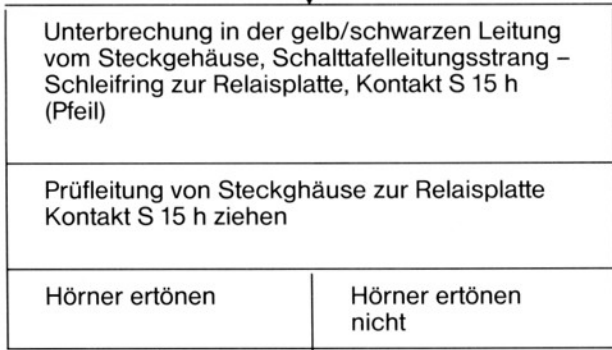 Unterbrechung in der gelb/schwarzen Leitung
vom Steckgehäuse, Schalttafelleitungsstrang –
Schleifring zur Relaisplatte, Kontakt S 15 h
(Pfeil)
Prüfleitung von Steckghäuse zur Relaisplatte
Kontakt S 15 h ziehen
Hörner ertönen
Hörner ertönen
nicht